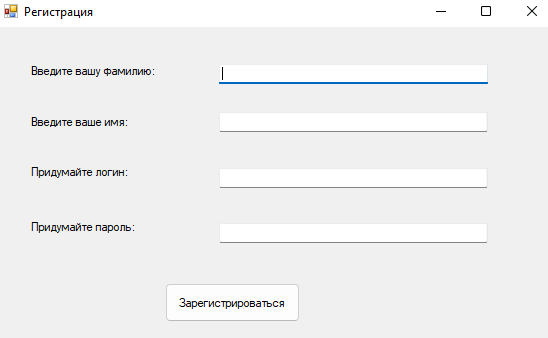 Регистрация
Введите вашу фамилию:
Введите ваше имя:
Придумайте логин:
Придумайте пароль:
Зарегистрироваться